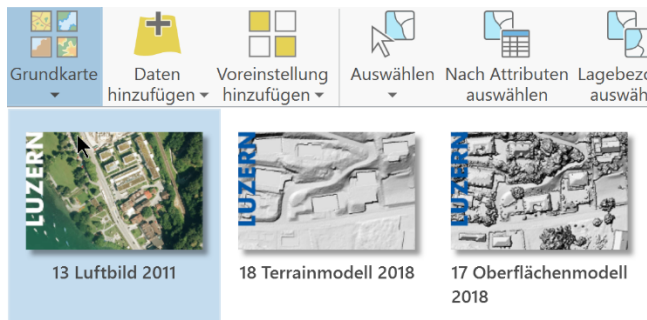 Grundkarte
Daten
hinzufügen
Voreinstellung
hinzufügen
Auswählen
Nach Attributen
auswählen
LUZERN
13 Luftbild 2011
LUZERN
18 Terrainmodell 2018
LUZERN
17 Oberflächenmodell
2018